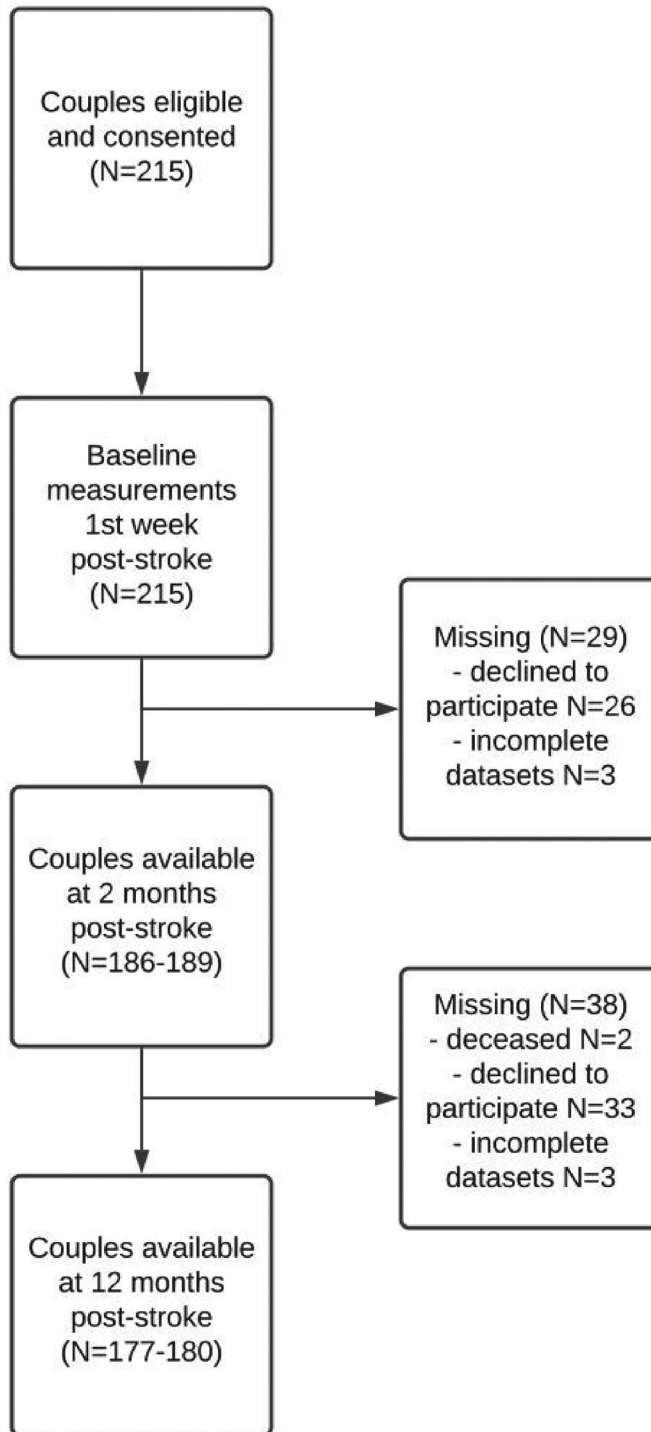 Couples eligible
and consented
(N=215)
Baseline
measurements
1st week
post-stroke
(N=215)
Missing (N=29)
- declined to
participate N=26
- incomplete
datasets N=3
Couples available
at 2 months
post-stroke
(N=186-189)
Missing (N=38)
- deceased N=2
- declined to
participate N=33
- incomplete
datasets N=3
Couples available
at 12 months
post-stroke
(N=177-180)